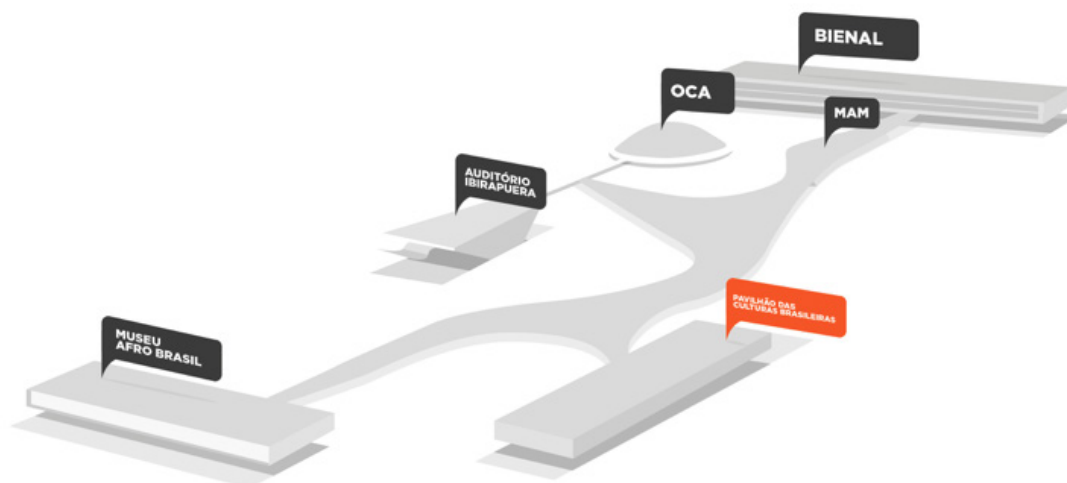 BIENAL
OCA
MAM
AUDITÓRIO
IBIRAPUERA
PAVILHÃO DAS
CULTURAS BRASILEIRAS
MUSEU
AFRO BRASIL